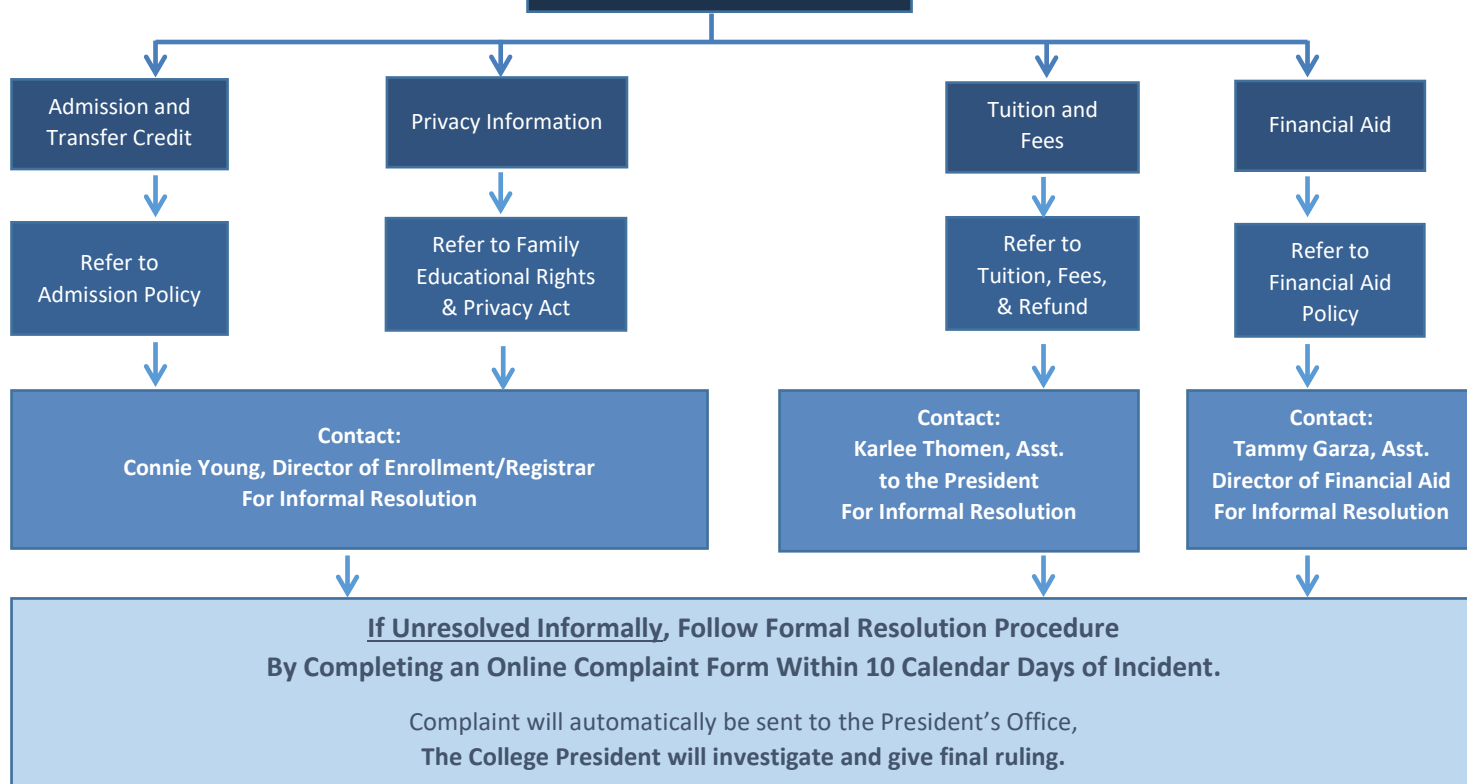 Admission and
Transfer Credit
Privacy Information
Tuition and
Fees
Financial Aid
Refer to
Admission Policy
Refer to Family
Educational Rights
& Privacy Act
Refer to
Tuition, Fees,
& Refund
Refer to
Financial Aid
Policy
Contact:
Connie Young, Director of Enrollment/Registrar
For Informal Resolution
Contact:
Karlee Thomen, Asst.
to the President
For Informal Resolution
Contact:
Tammy Garza, Asst.
Director of Financial Aid
For Informal Resolution
If Unresolved Informally, Follow Formal Resolution Procedure
By Completing an Online Complaint Form Within 10 Calendar Days of Incident.
Complaint will automatically be sent to the President’s Office,
The College President will investigate and give final ruling.